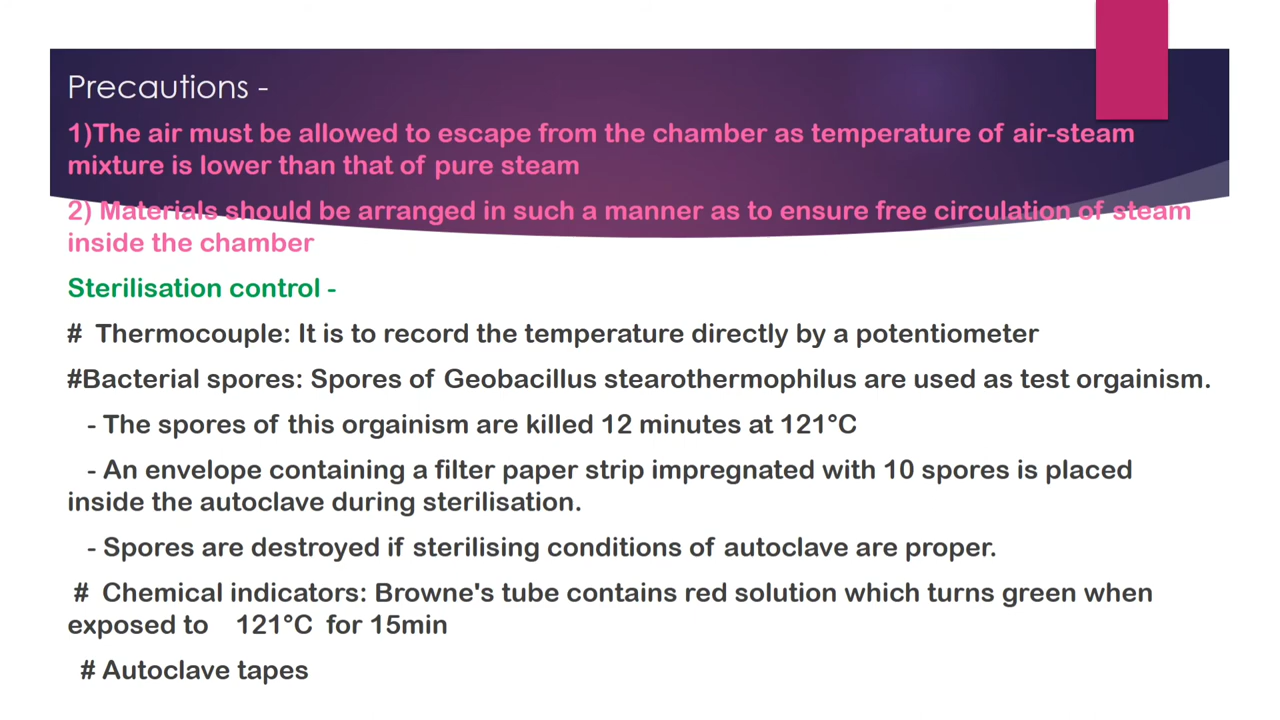 Precautions -
1)The air must be allowed to escape from the chamber as temperature of air-steam
mixture is lower than that of pure steam
2) Materials should be arranged in such a manner as to ensure free circulation of steam
inside the chamber
Sterilisation control -
# Thermocouple: It is to record the temperature directly by a potentiometer
#Bacterial spores: Spores of Geobacillus stearothermophilus are used as test orgainism.
- The spores of this orgainism are killed 12 minutes at 121°C
- An envelope containing a filter paper strip impregnated with 10 spores is placed
inside the autoclave during sterilisation.
- Spores are destroyed if sterilising conditions of autoclave are proper.
# Chemical indicators: Browne's tube contains red solution which turns green when
exposed to 121°C for 15min
# Autoclave tapes